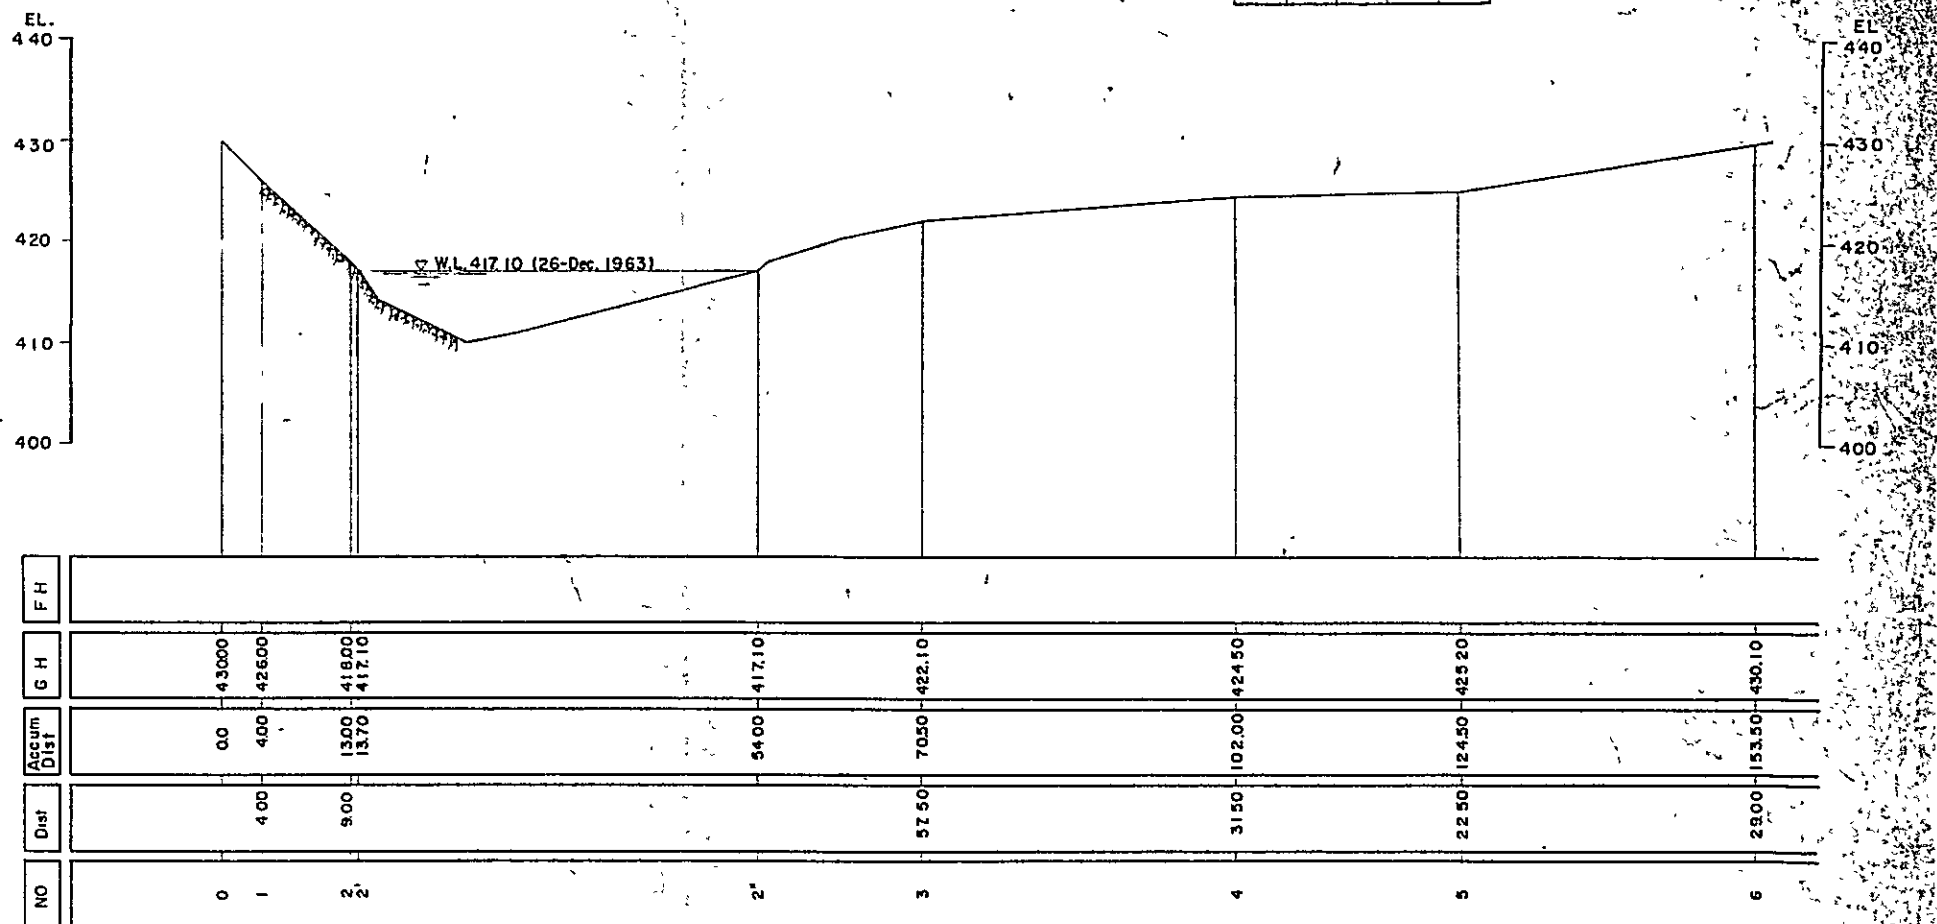 EL.
440
430
420
410
400
EL
440
430
420
410
400
W.L. 417.10 (26-Dec. 1963)
F H
G H 430.00 426.00 418.00 417.10 417.10 422.10 424.50 425.20 430.10
Accum Dist 0.0 4.00 13.00 13.70 54.00 70.50 102.00 124.50 153.50
Dist 4.00 9.00 57.50 31.50 22.50 29.00
NO 0 1 2 2' 2" 3 4 5 6